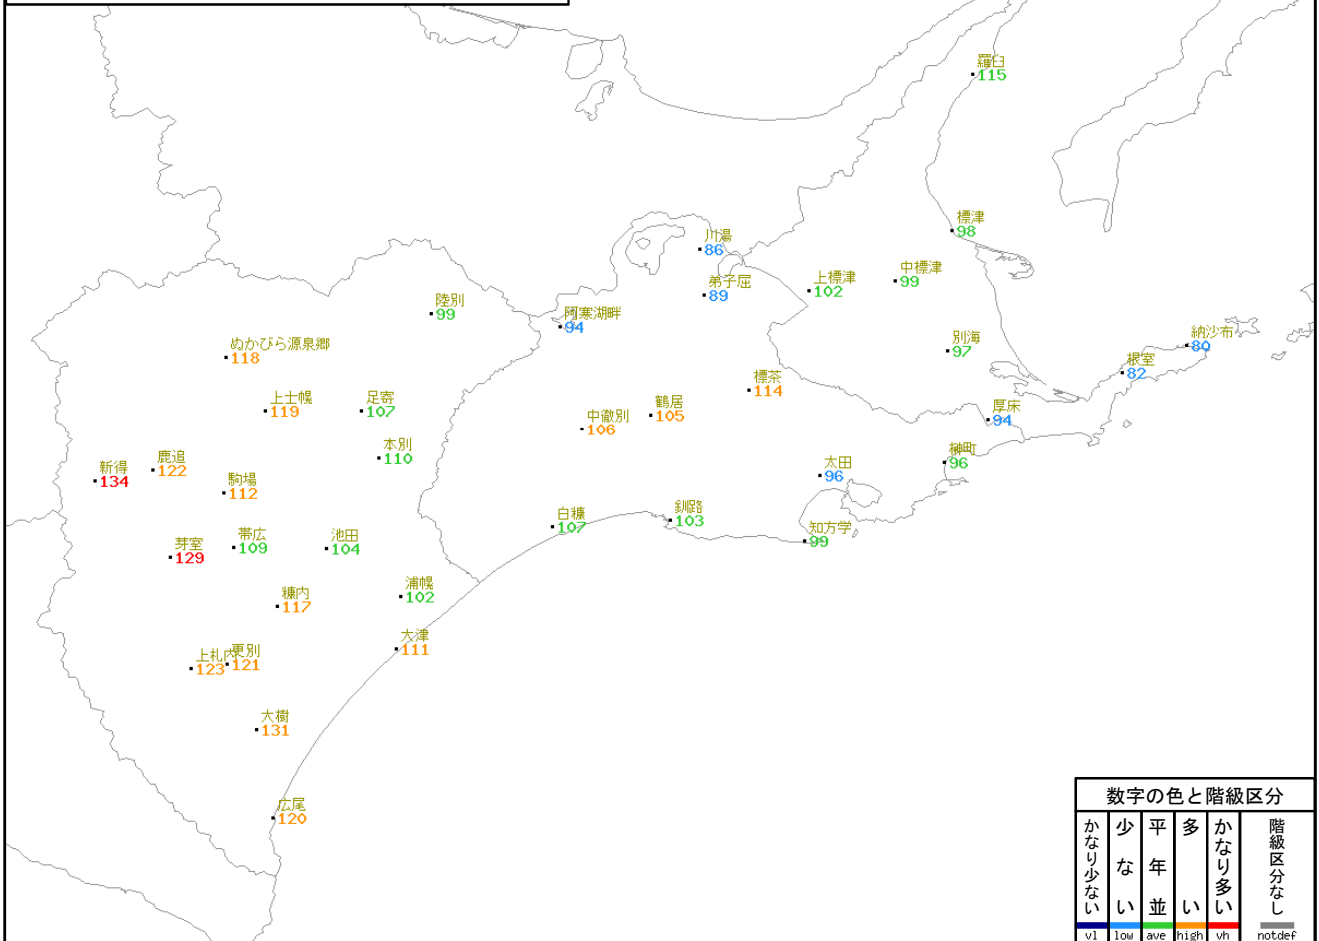 羅臼
115
標津
98
川湯
86
中標津
99
上標津
102
弟子屈
89
陸別
99
阿寒湖畔
94
納沙布
80
ぬかびら源泉郷
118
別海
97
根室
82
標茶
114
上士幌
119
足寄
107
鶴居
105
厚床
94
中徹別
106
本別
110
榊町
96
鹿追
122
太田
96
新得
134
駒場
112
釧路
103
白糠
107
知方学
99
帯広
109
池田
104
芽室
129
浦幌
102
糠内
117
大津
111
更別
121
上札内
123
大樹
131
広尾
120
数字の色と階級区分
かなり少ない
少ない
平年並
多い
かなり多い
階級区分なし
vl low ave high vh notdef